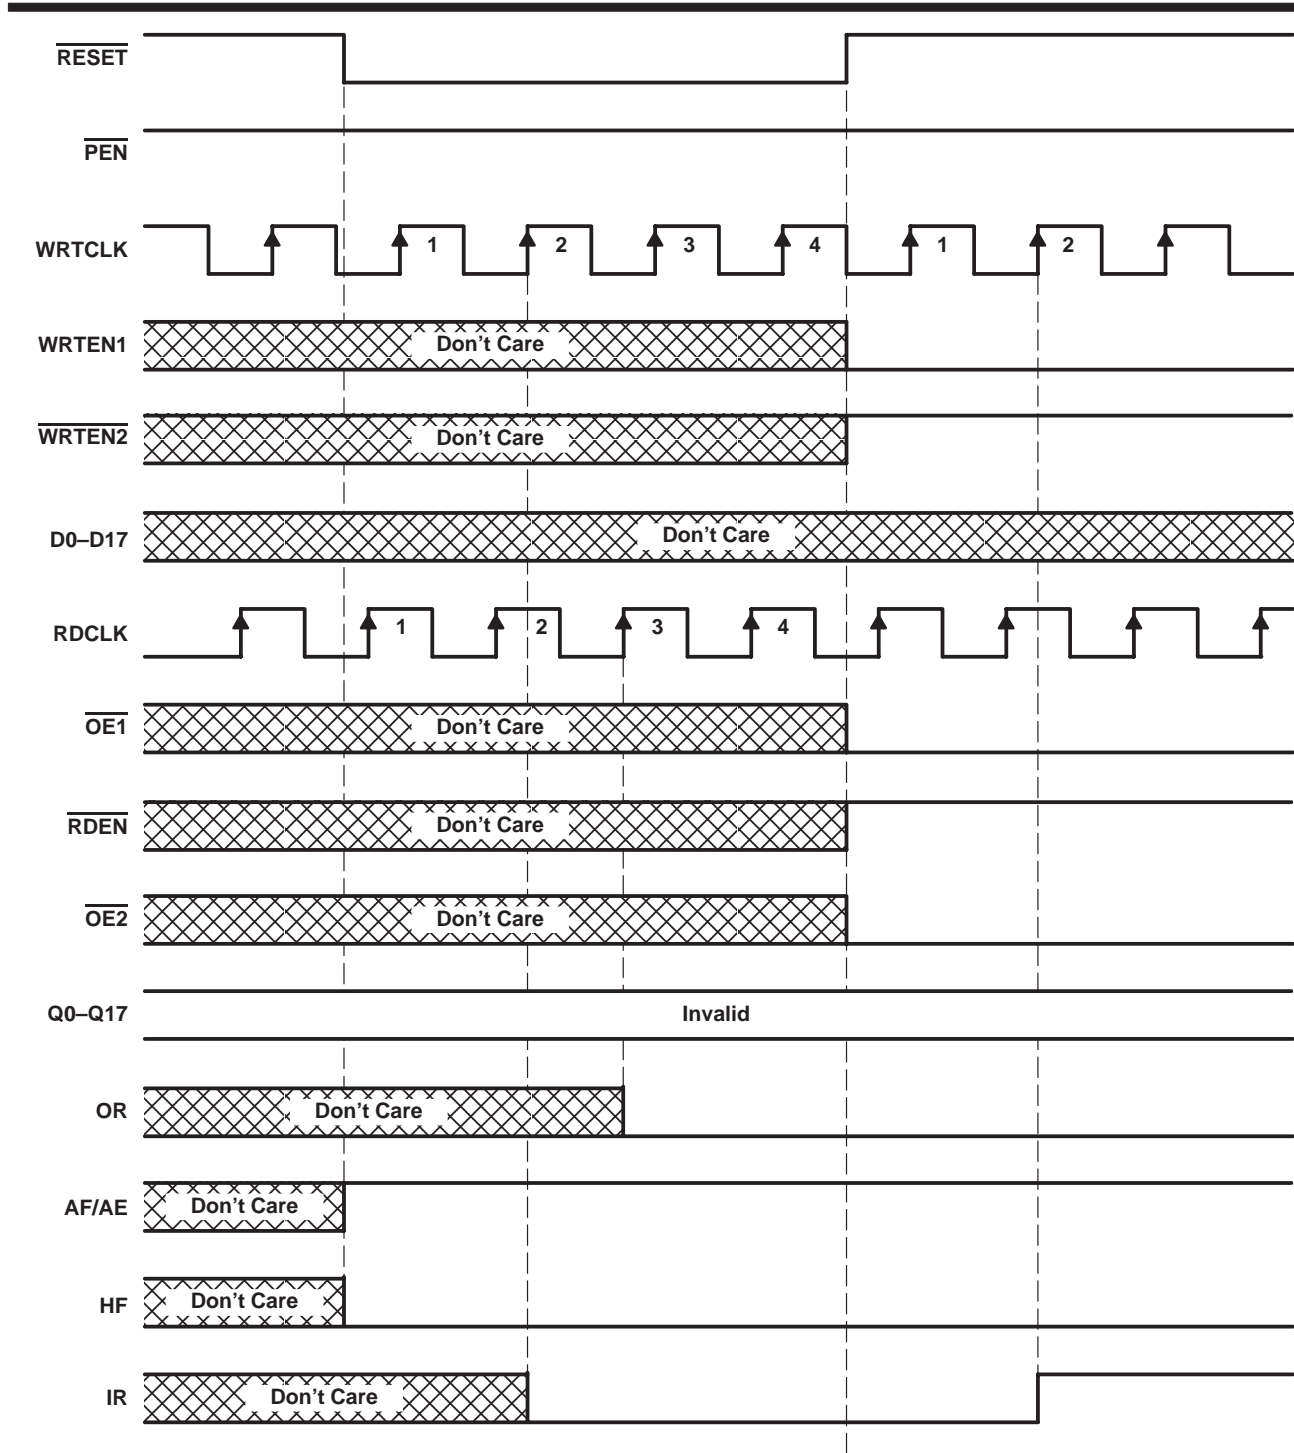 RESET
PEN
WRTCLK 1 2 3 4 1 2
WRTEN1 Don't Care
WRTEN2 Don't Care
D0–D17 Don't Care
RDCLK 1 2 3 4
OE1 Don't Care
RDEN Don't Care
OE2 Don't Care
Q0–Q17 Invalid
OR Don't Care
AF/AE Don't Care
HF Don't Care
IR Don't Care